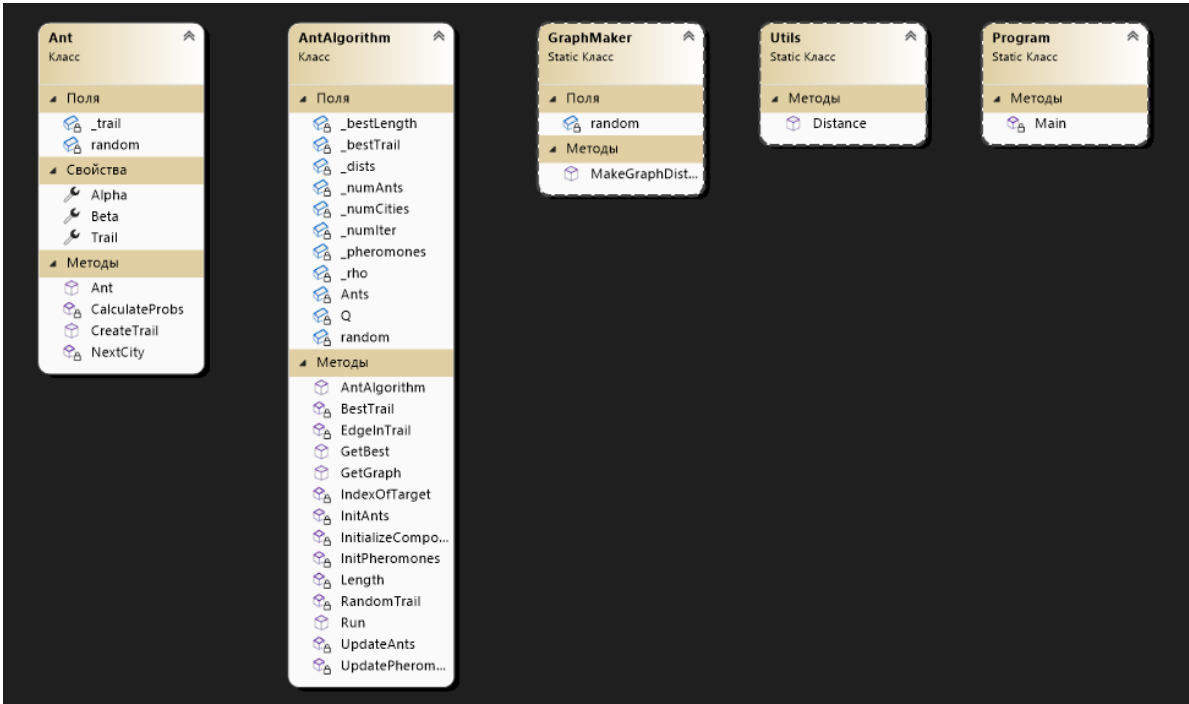 Ant
Класс
Поля
_trail
random
Свойства
Alpha
Beta
Trail
Методы
Ant
CalculateProbs
CreateTrail
NextCity
AntAlgorithm
Класс
Поля
_bestLength
_bestTrail
_dists
_numAnts
_numCities
_numIter
_pheromones
_rho
Ants
Q
random
Методы
AntAlgorithm
BestTrail
EdgeInTrail
GetBest
GetGraph
IndexOfTarget
InitAnts
InitializeCompo...
InitPheromones
Length
RandomTrail
Run
UpdateAnts
UpdatePherom...
GraphMaker
Static Класс
Поля
random
Методы
MakeGraphDist...
Utils
Static Класс
Методы
Distance
Program
Static Класс
Методы
Main